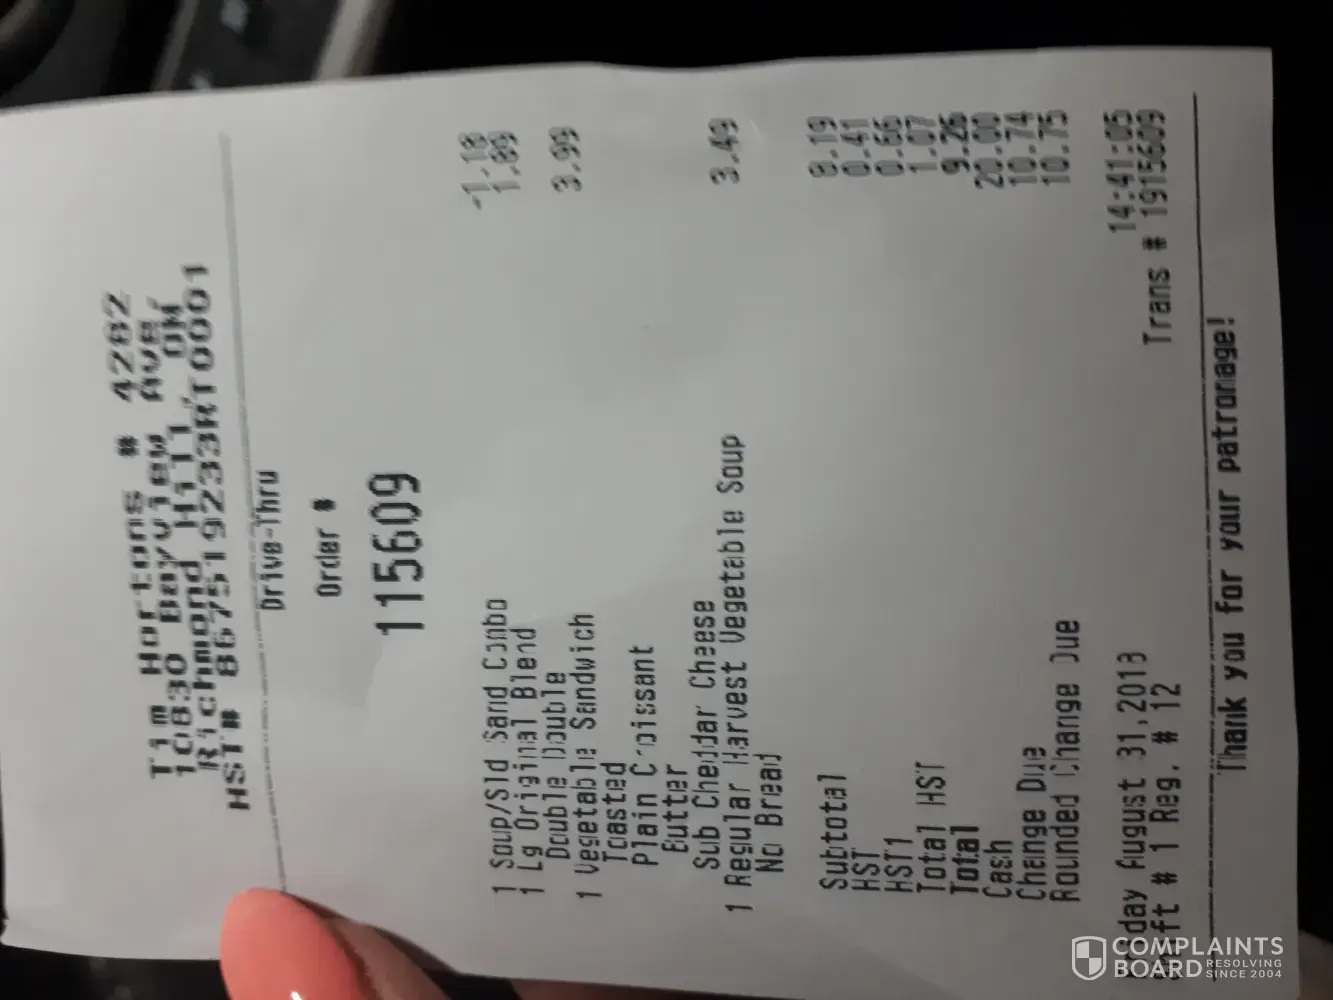 Tim Hortons # 4282
10830 Bayview Ave,
Richmond Hill, ON
HST# 867519233RT0001
Drive-Thru
Order #
115609
1 Soup/Sld Sand Combo -1.18
1 Lg Original Blend 1.89
Double Double
1 Vegetable Sandwich 3.99
Toasted
Plain Croissant
Butter
Sub Cheddar Cheese
1 Regular Harvest Vegetable Soup 3.49
No Bread
Subtotal 8.19
HST 0.41
HST1 0.66
Total HST 1.07
Total 9.26
Cash 20.00
Change Due 10.74
Rounded Change Due 10.75
August 31,2018 14:41:05
# 1 Reg. # 12 Trans # 1915609
Thank you for your patronage!
COMPLAINTS
BOARD RESOLVING
SINCE 2004